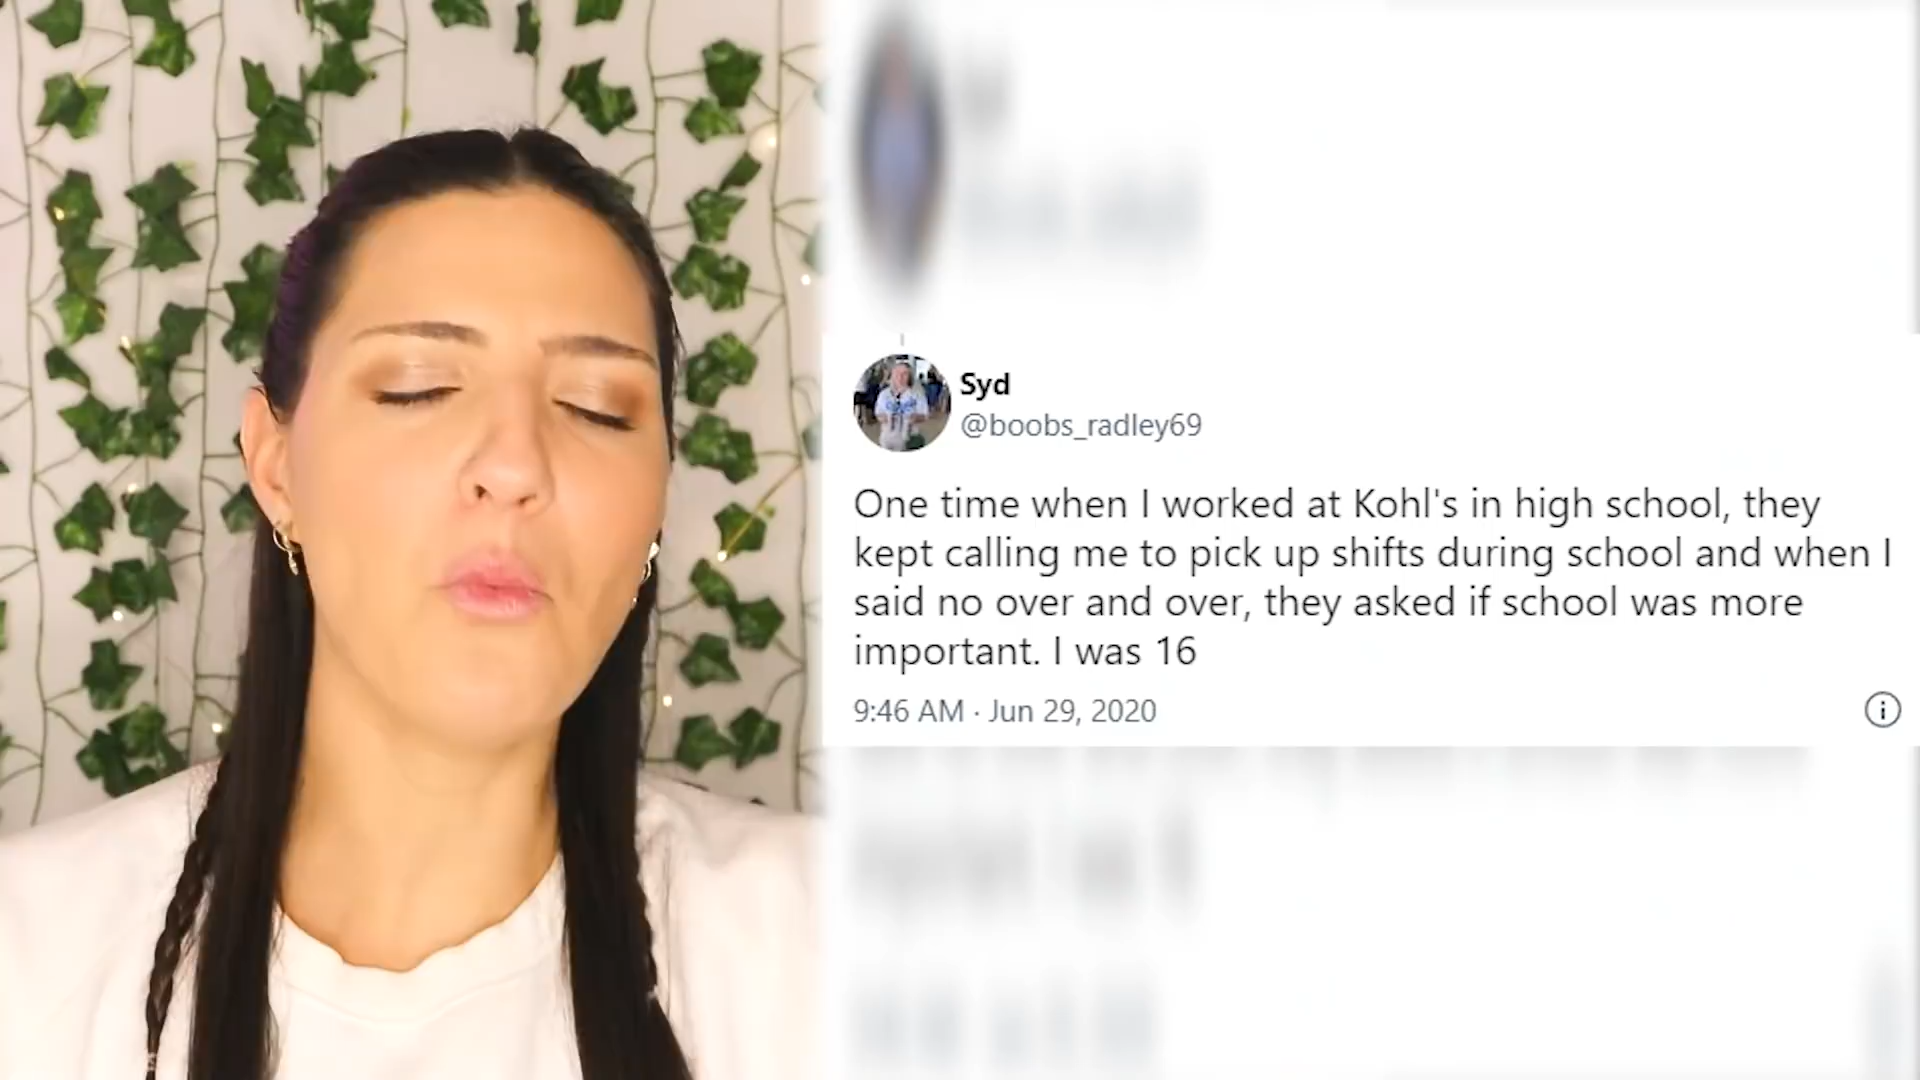 Syd
@boobs_radley69
One time when I worked at Kohl's in high school, they
kept calling me to pick up shifts during school and when I
said no over and over, they asked if school was more
important. I was 16
9:46 AM · Jun 29, 2020